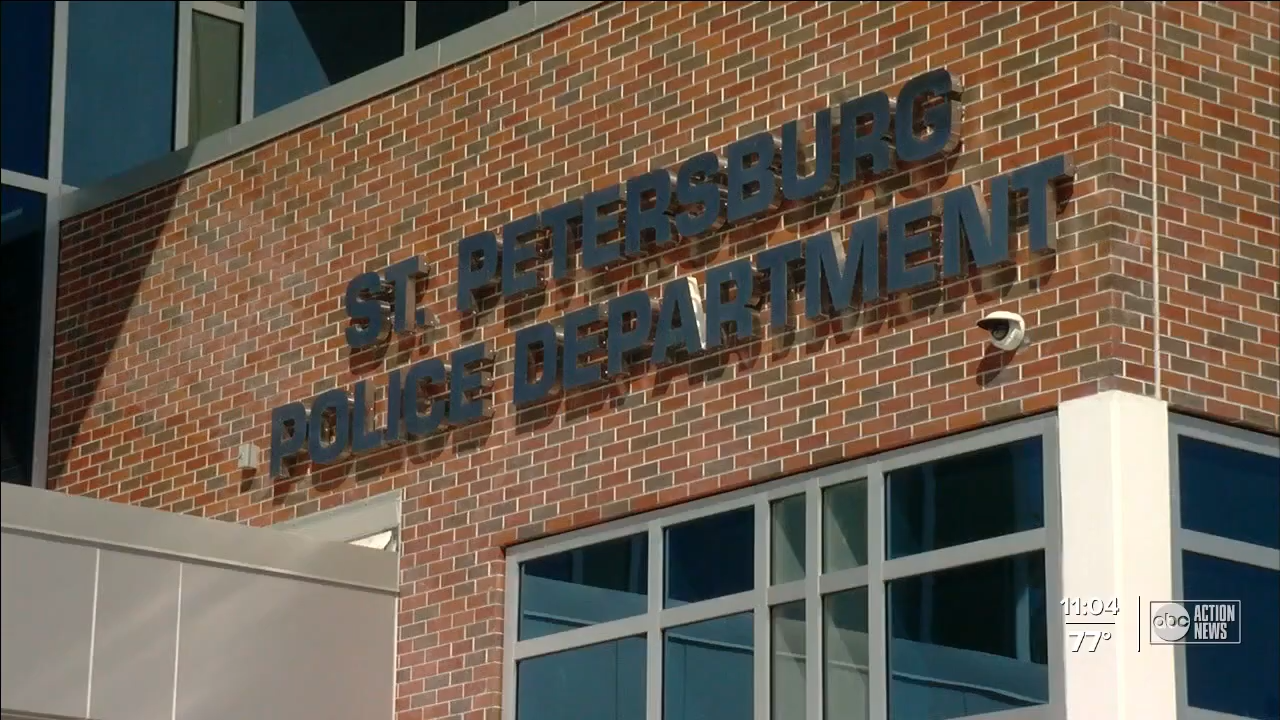 ST. PETERSBURG
POLICE DEPARTMENT
11:04
77°
abc ACTION
NEWS